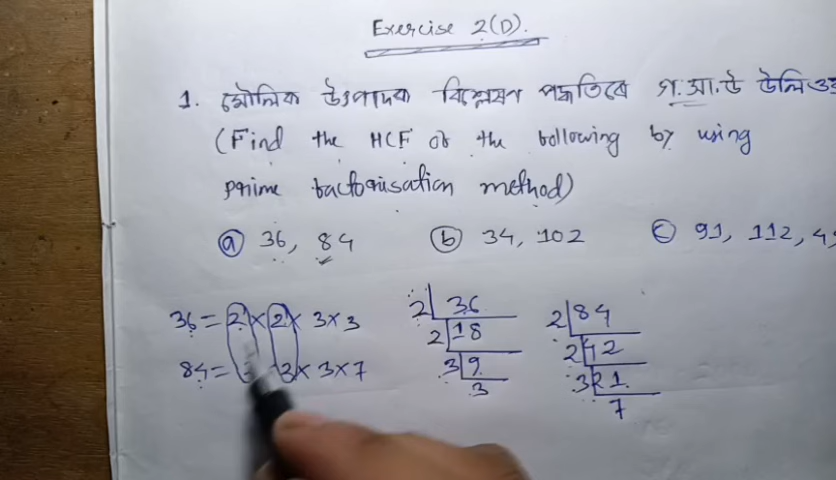 Exercise 2(D).
1. মৌলিক উৎপাদক বিশ্লেষণ পদ্ধতিৰে গ.সা.উ উলিও
(Find the HCF of the following by using
prime factorisation method)
(a) 36, 84 (b) 34, 102 (c) 91, 112, 4
36 = 2 × 2 × 3 × 3
84 = × 3 × 7
2 36
2 18
3 9
3
2 84
2 42
3 21
7